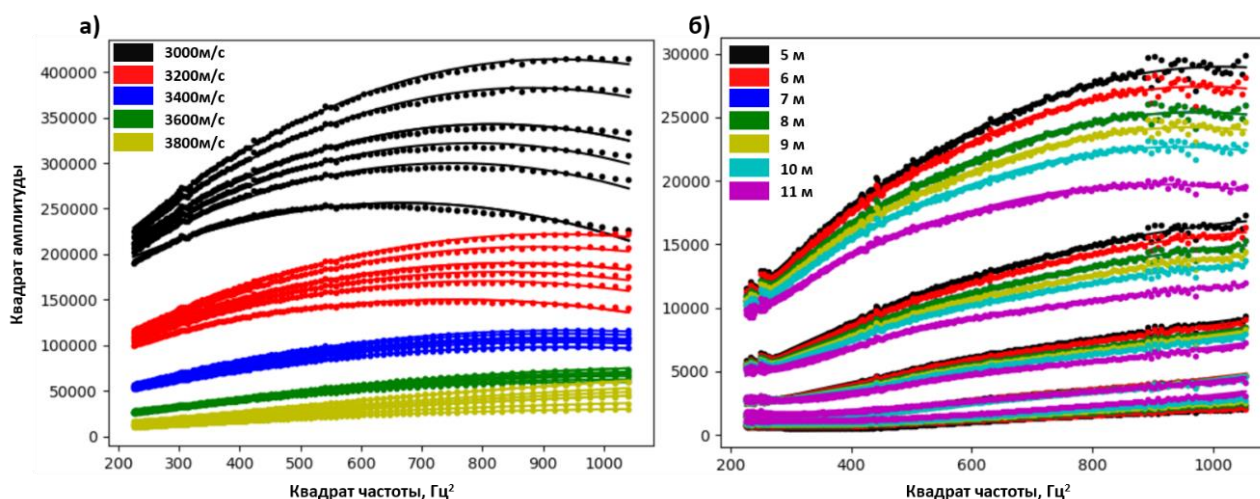 а)
Квадрат амплитуды
400000
350000
300000
250000
200000
150000
100000
50000
0
3000м/с
3200м/с
3400м/с
3600м/с
3800м/с
200 300 400 500 600 700 800 900 1000
Квадрат частоты, Гц²
б)
30000
25000
20000
15000
10000
5000
0
5 м
6 м
7 м
8 м
9 м
10 м
11 м
200 400 600 800 1000
Квадрат частоты, Гц²